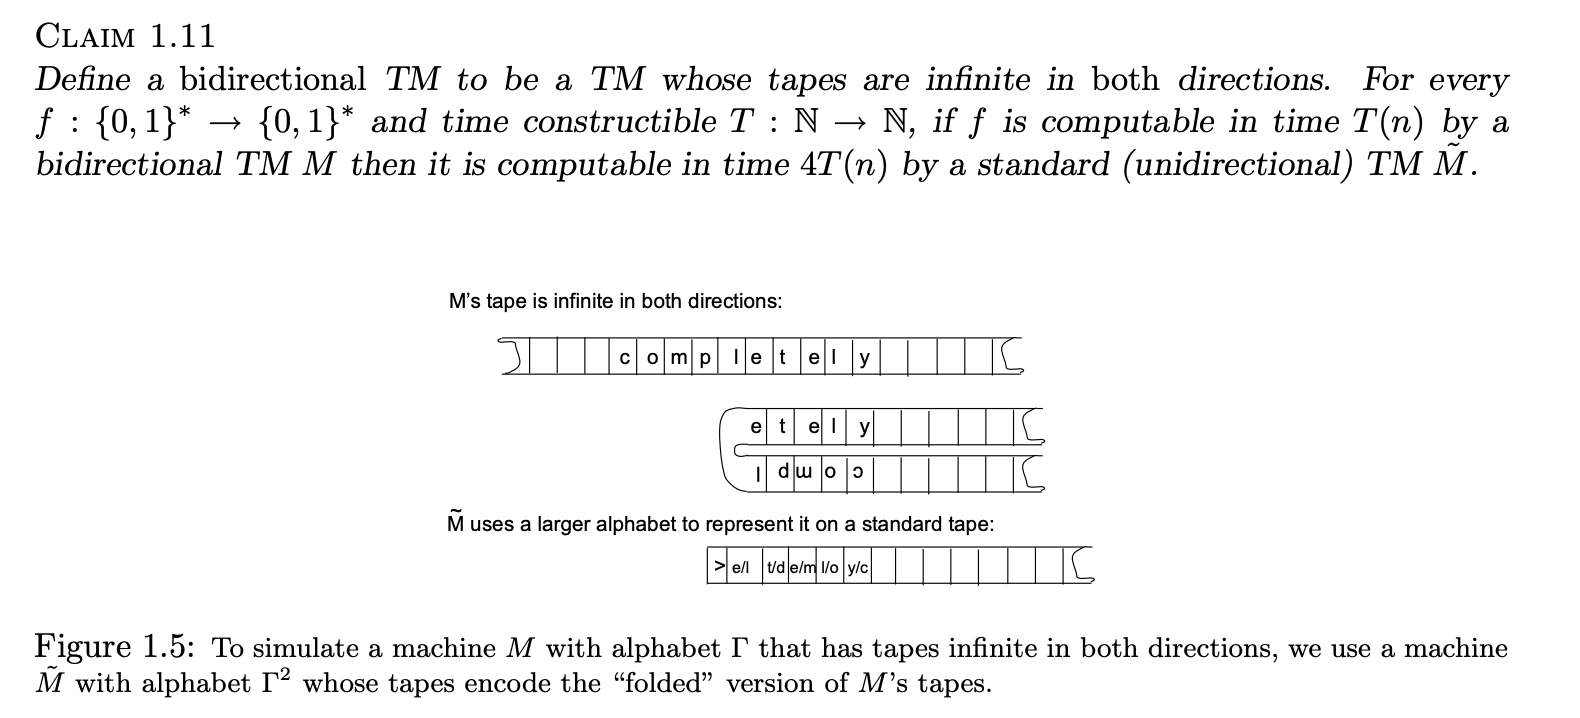 CLAIM 1.11
Define a bidirectional TM to be a TM whose tapes are infinite in both directions. For every
f : {0, 1}* → {0, 1}* and time constructible T : ℕ → ℕ, if f is computable in time T(n) by a
bidirectional TM M then it is computable in time 4T(n) by a standard (unidirectional) TM M̃.
M's tape is infinite in both directions:
c o m p l e t e l y
e t e l y
l p m o c
M̃ uses a larger alphabet to represent it on a standard tape:
> e/l t/d e/m l/o y/c
Figure 1.5: To simulate a machine M with alphabet Γ that has tapes infinite in both directions, we use a machine
M̃ with alphabet Γ² whose tapes encode the “folded” version of M's tapes.